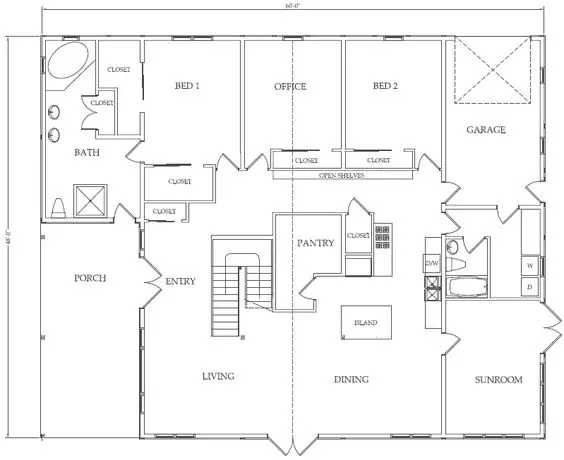 60'-0"
CLOSET
BED 1
OFFICE
BED 2
CLOSET
GARAGE
BATH
CLOSET
CLOSET
CLOSET
OPEN SHELVES
CLOSET
48'-0"
CLOSET
PANTRY
PORCH
ENTRY
D/W
W
D
ISLAND
LIVING
DINING
SUNROOM